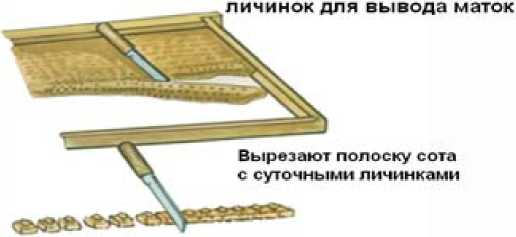 личинок для вывода маток
Вырезают полоску сота
с суточными личинками